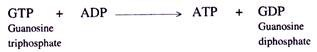 GTP + ADP ⟶ ATP + GDP
Guanosine Guanosine
triphosphate diphosphate